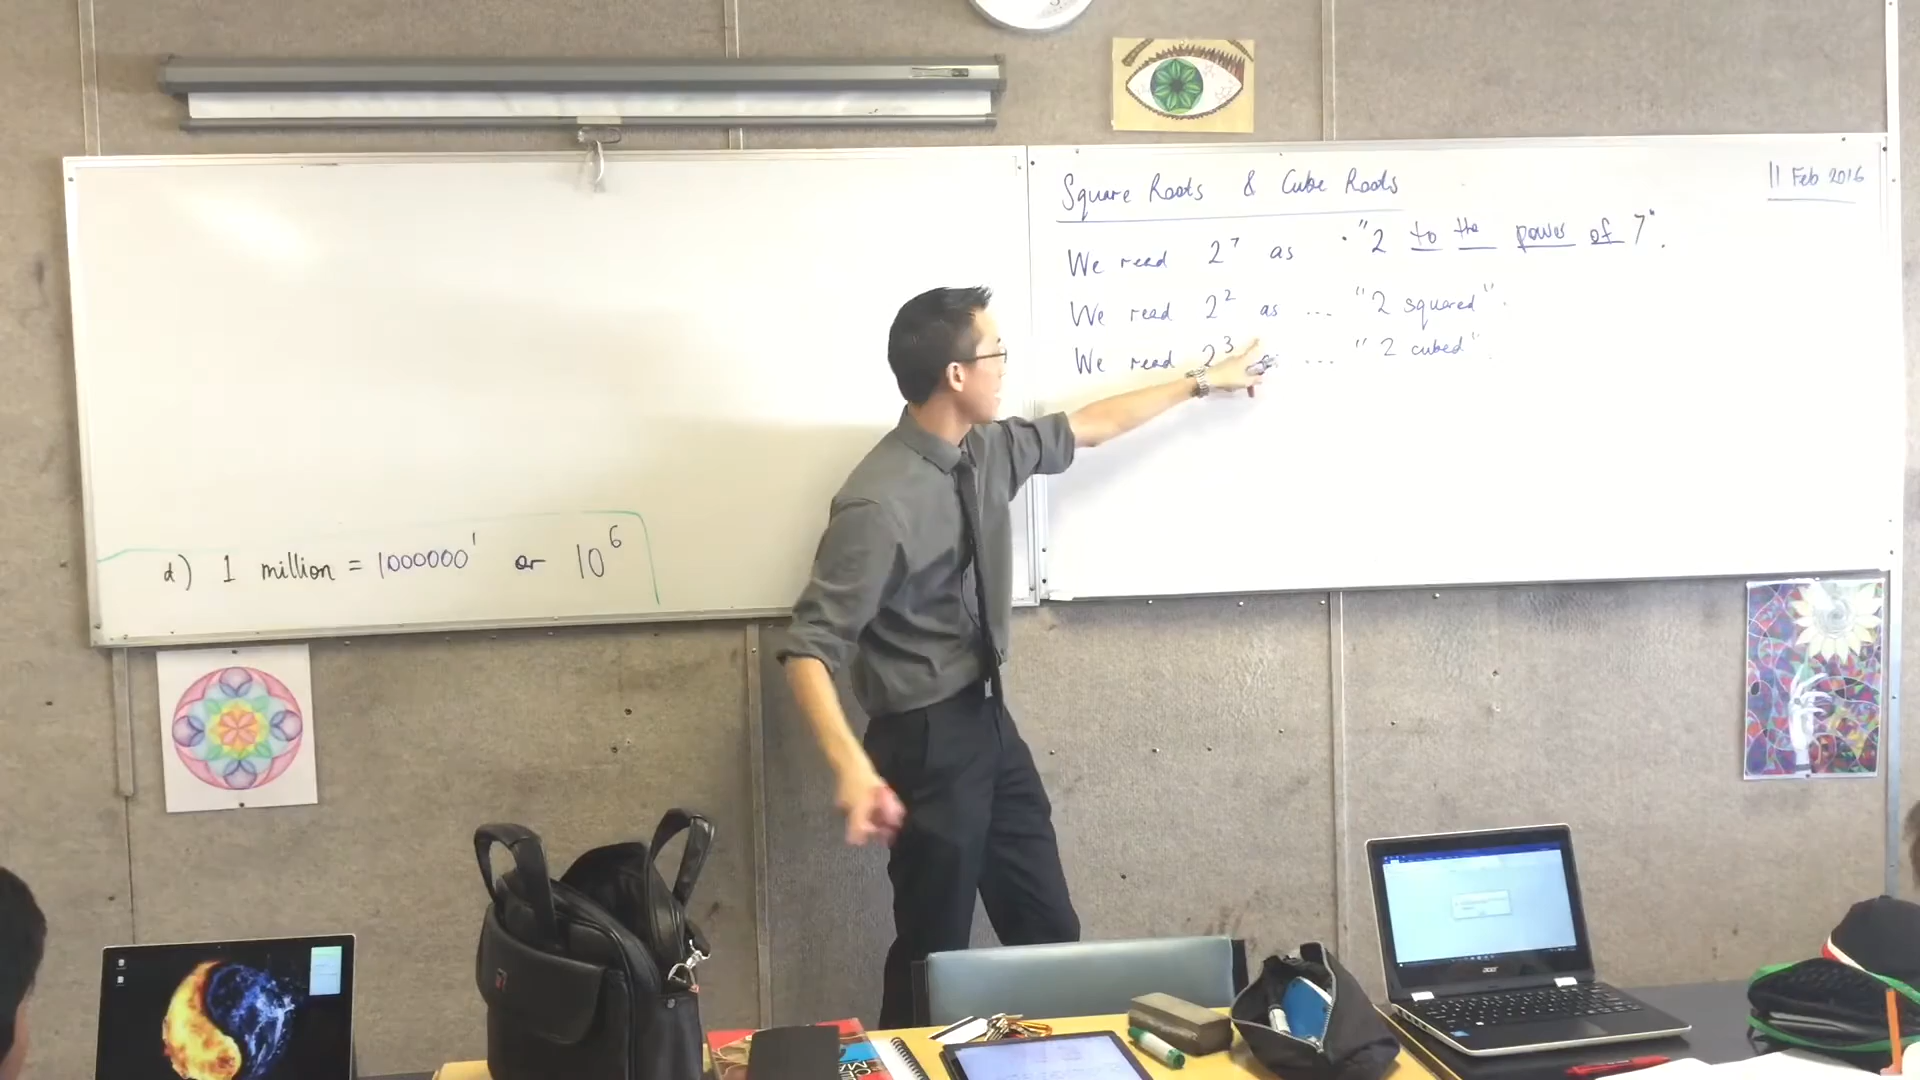 Square Roots & Cube Roots
11 Feb 2016
We read 2⁷ as "2 to the power of 7".
We read 2² as ... "2 squared".
We read 2³ as ... "2 cubed".
d) 1 million = 1000000¹ or 10⁶
acer